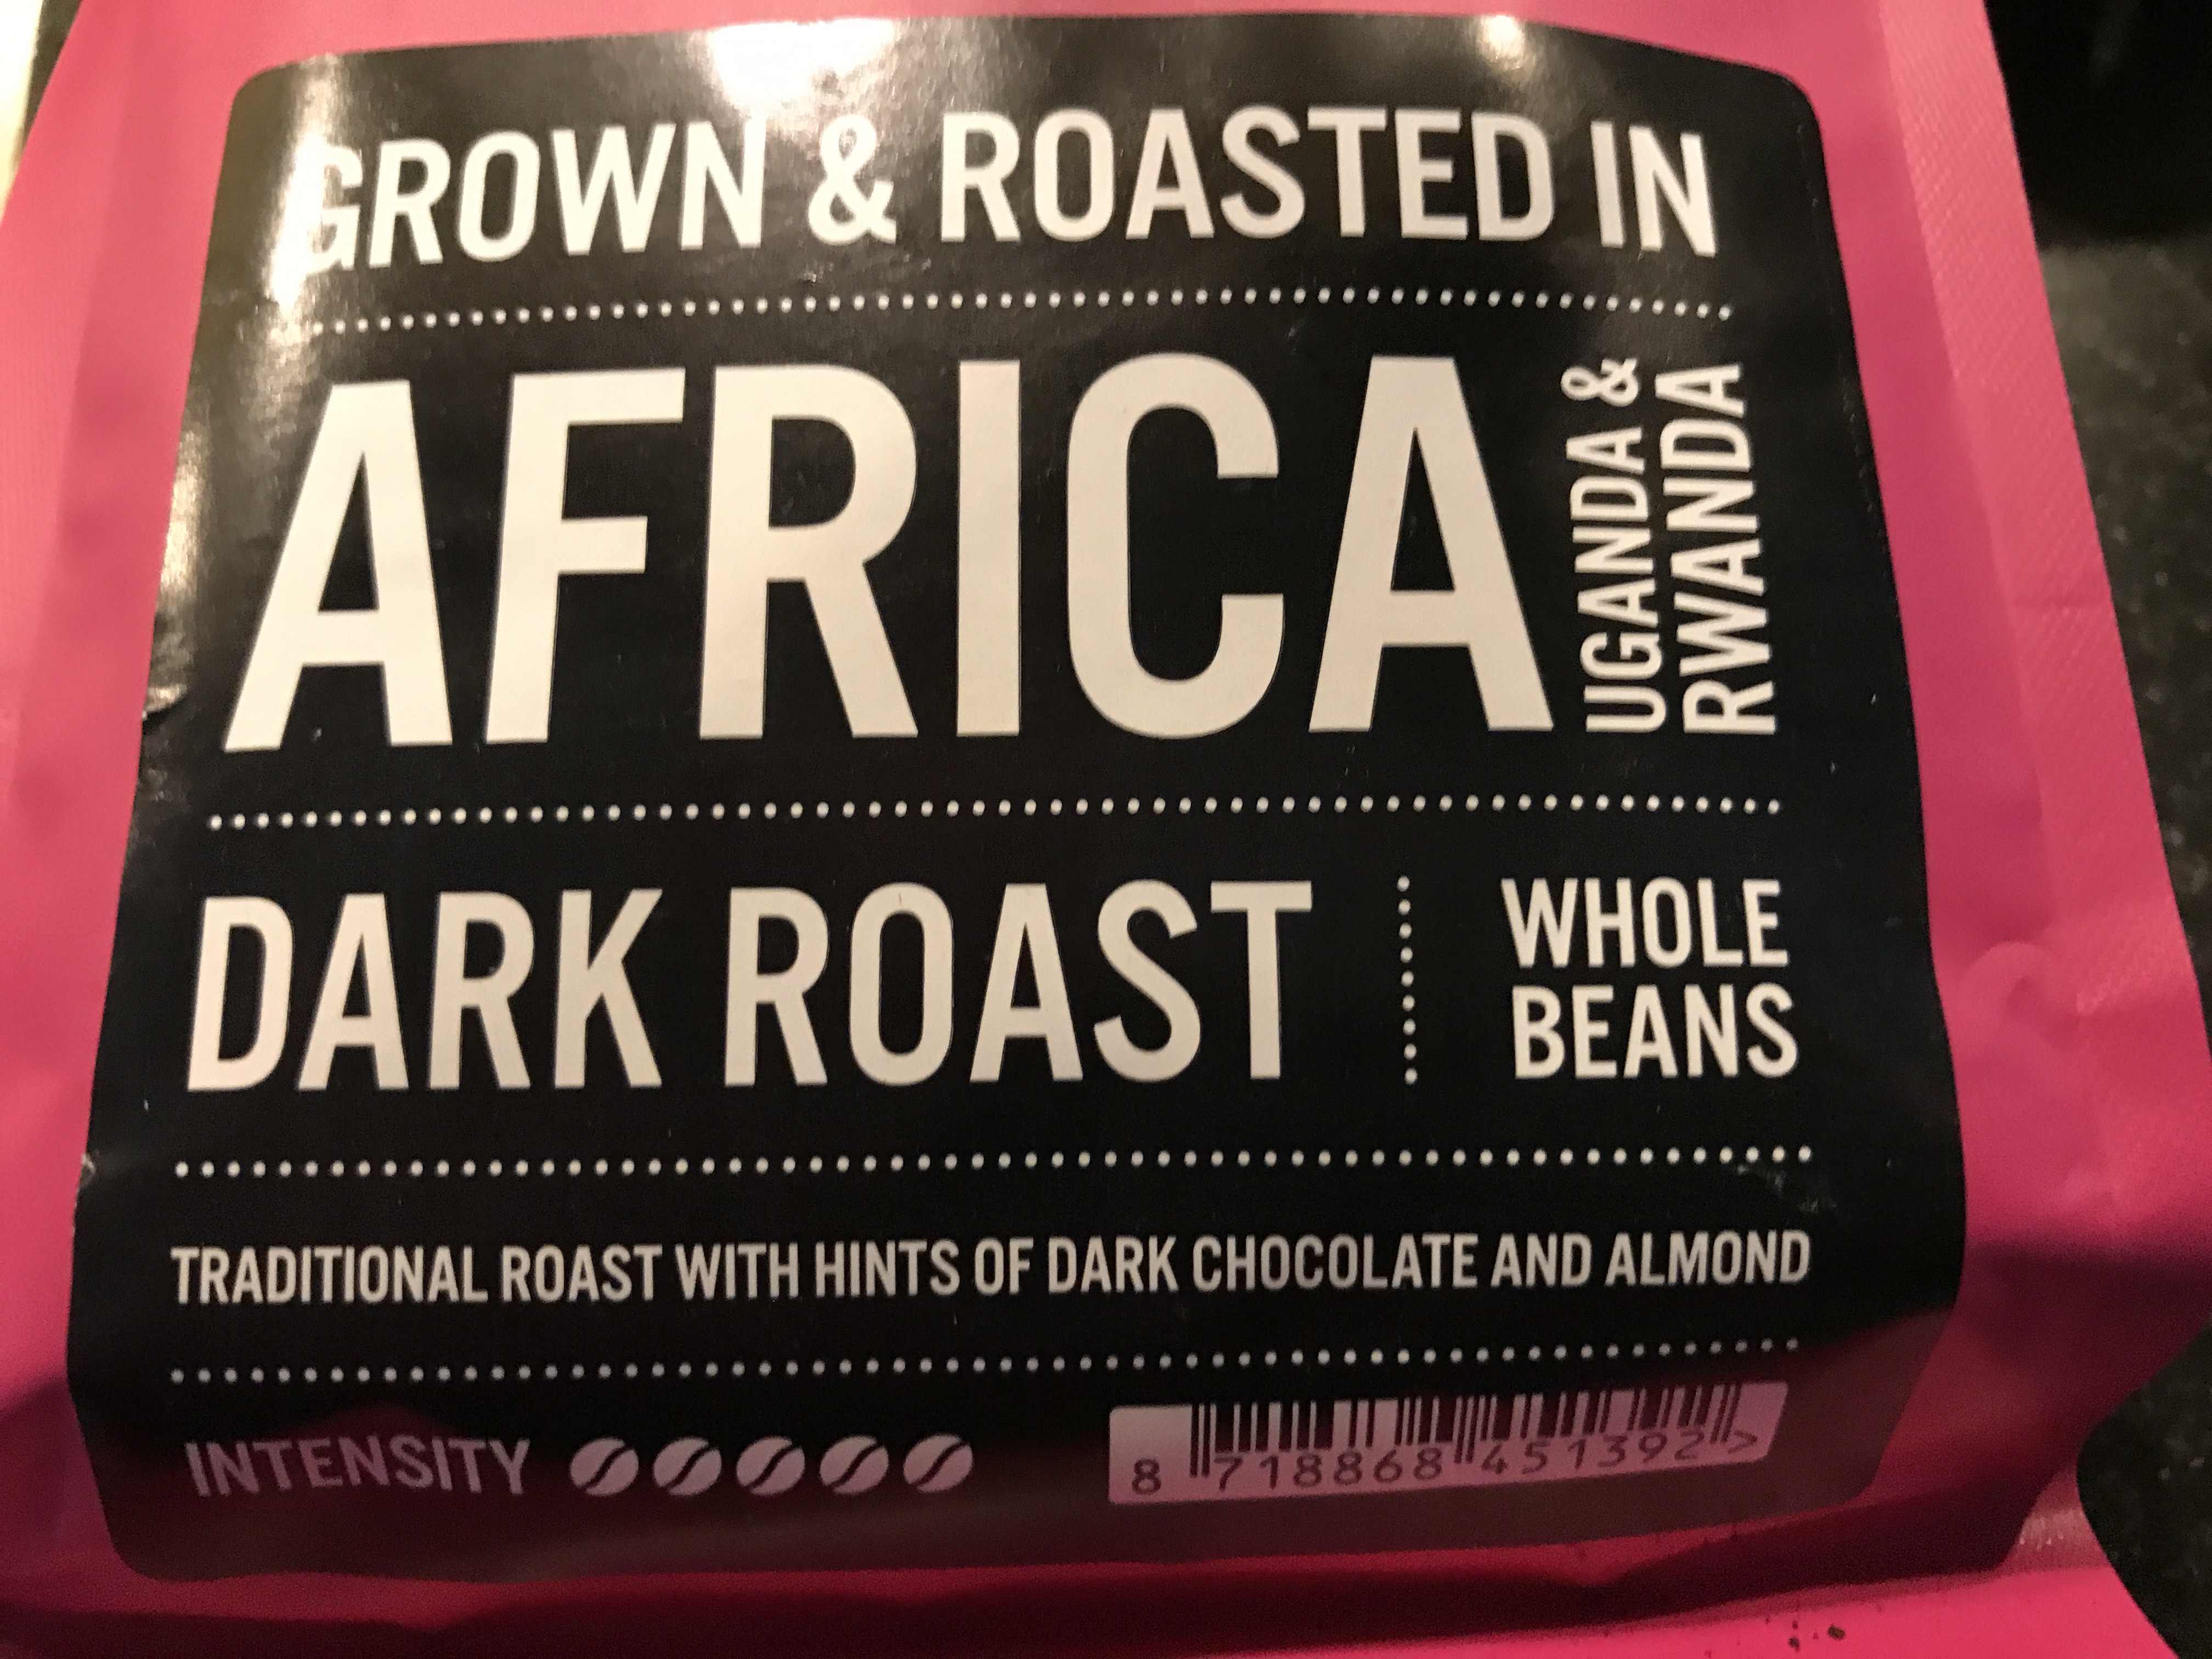 GROWN & ROASTED IN
AFRICA
UGANDA &
RWANDA
DARK ROAST
WHOLE
BEANS
TRADITIONAL ROAST WITH HINTS OF DARK CHOCOLATE AND ALMOND
INTENSITY
8 718868 451392 >